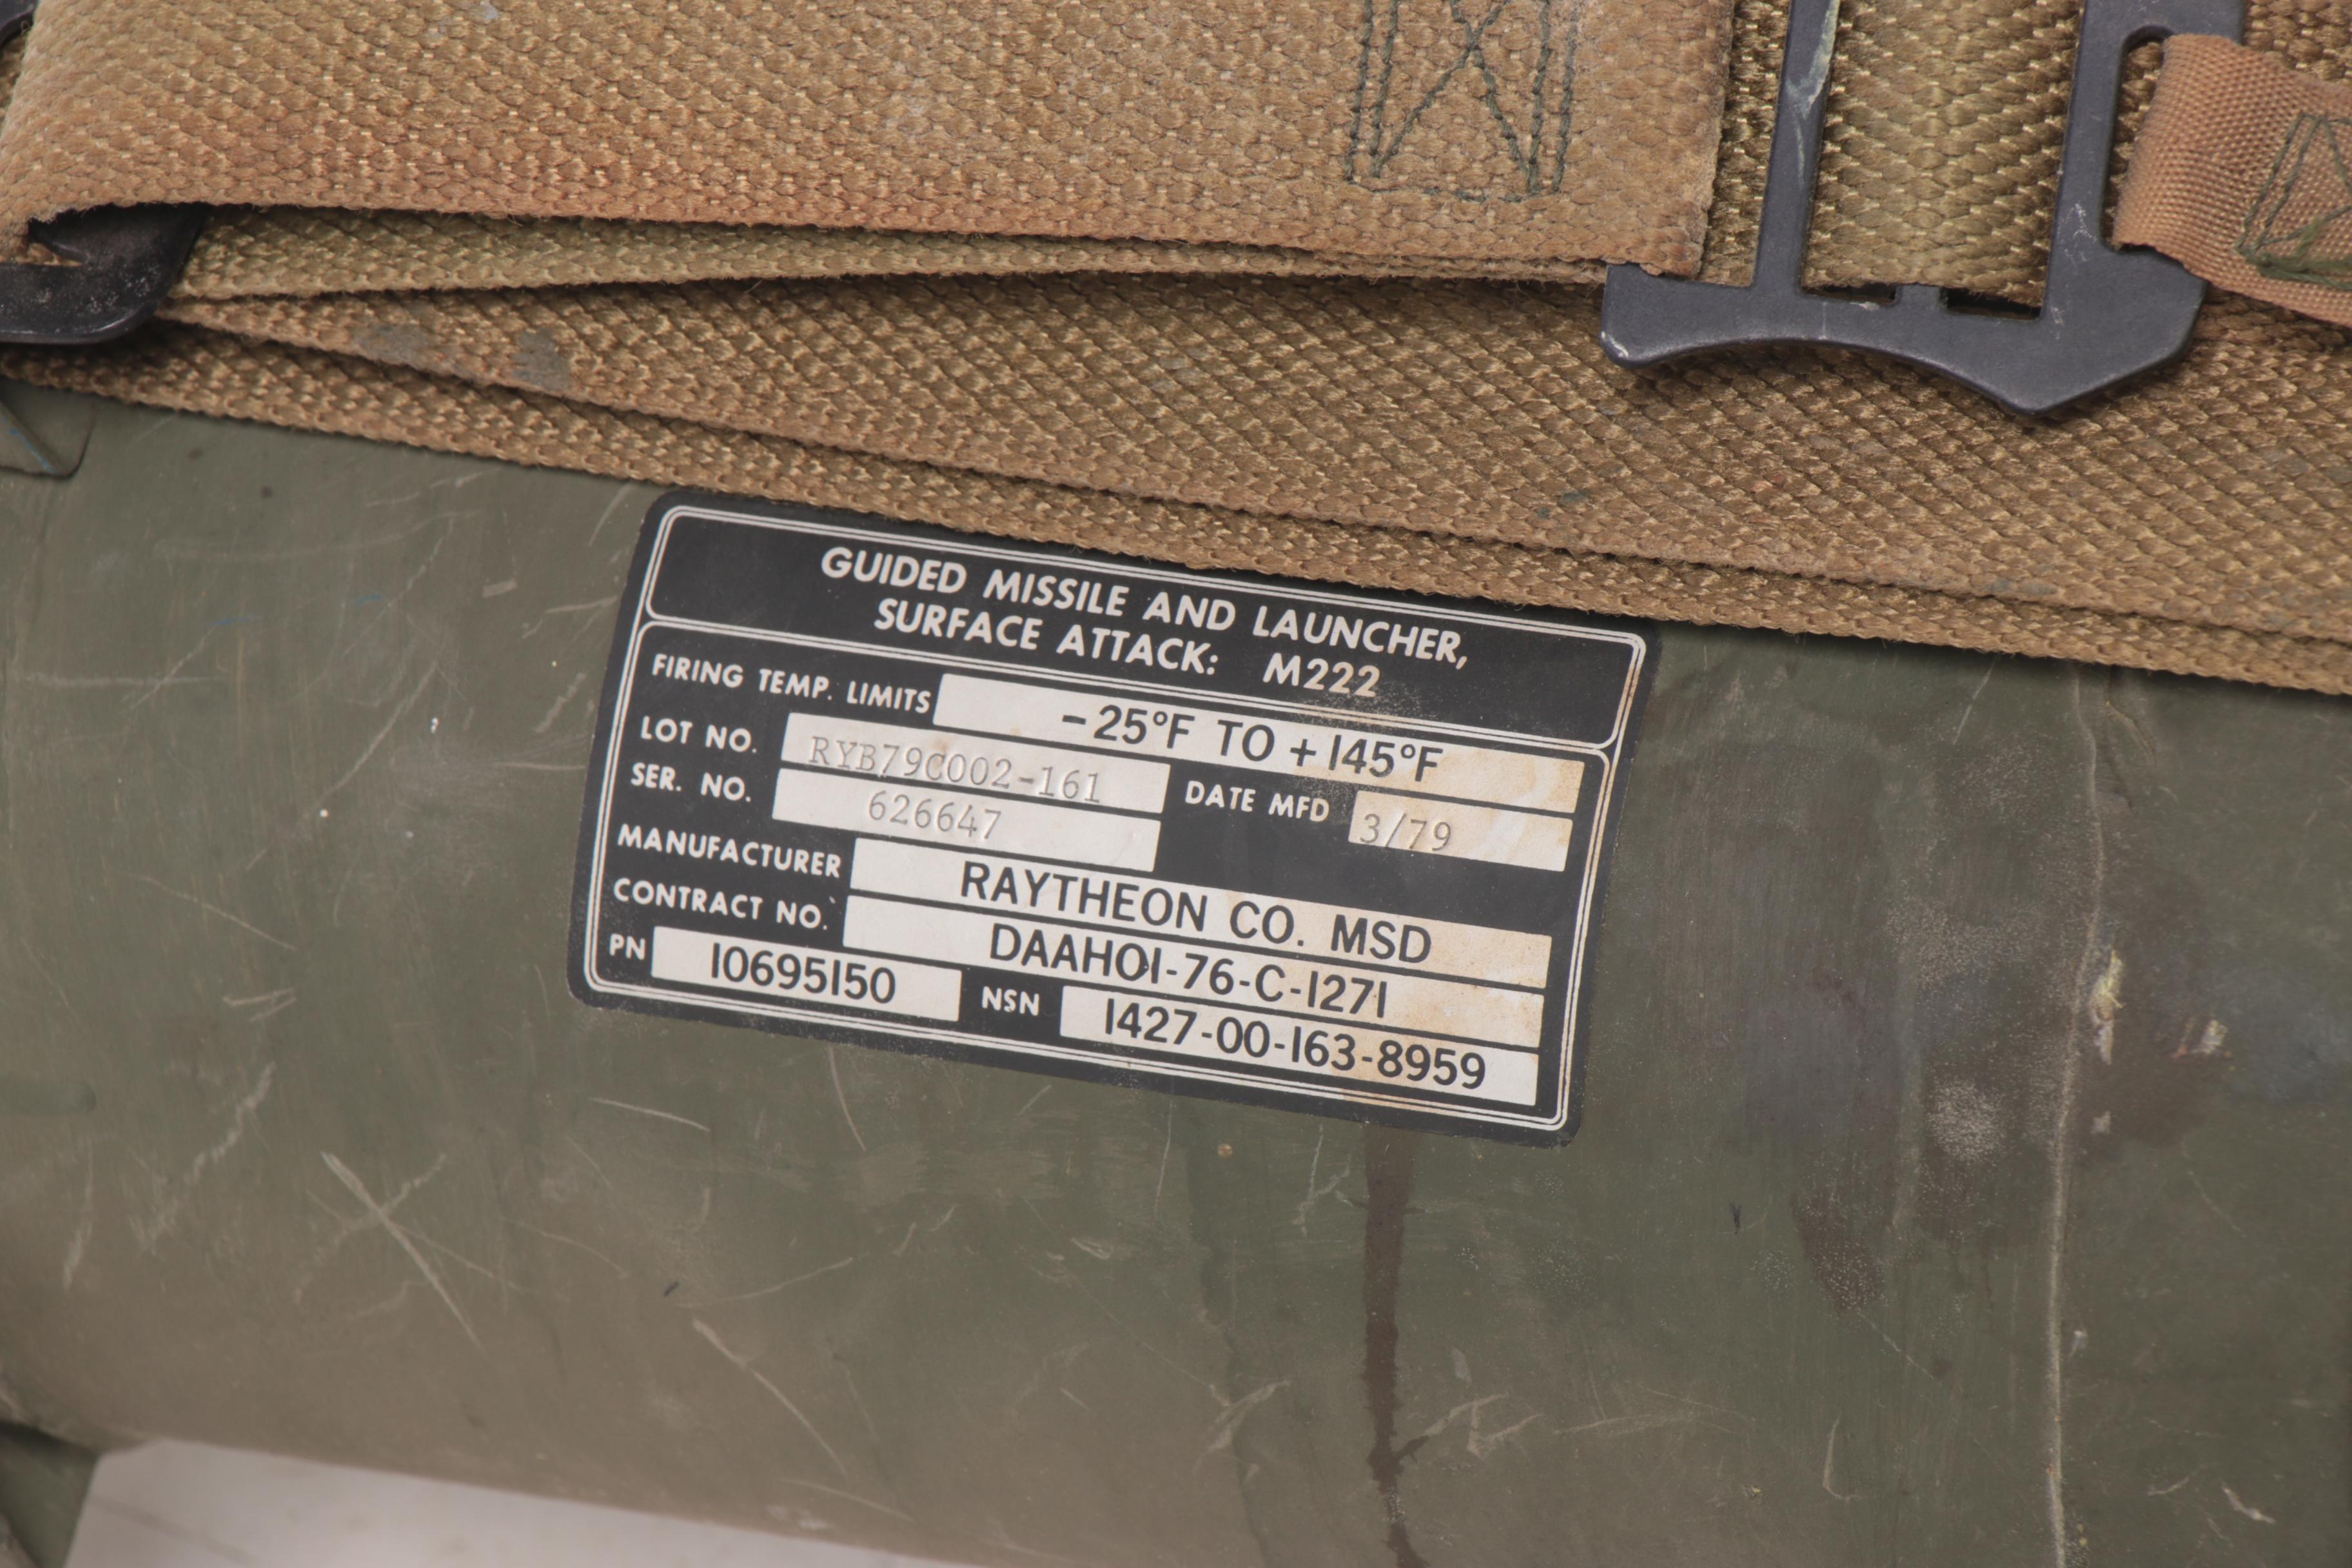 GUIDED MISSILE AND LAUNCHER,
SURFACE ATTACK: M222
FIRING TEMP. LIMITS -25°F TO +145°F
LOT NO. RYB79C002-161 DATE MFD 3/79
SER. NO. 626647
MANUFACTURER RAYTHEON CO. MSD
CONTRACT NO. DAAH01-76-C-1271
PN 10695150 NSN 1427-00-163-8959